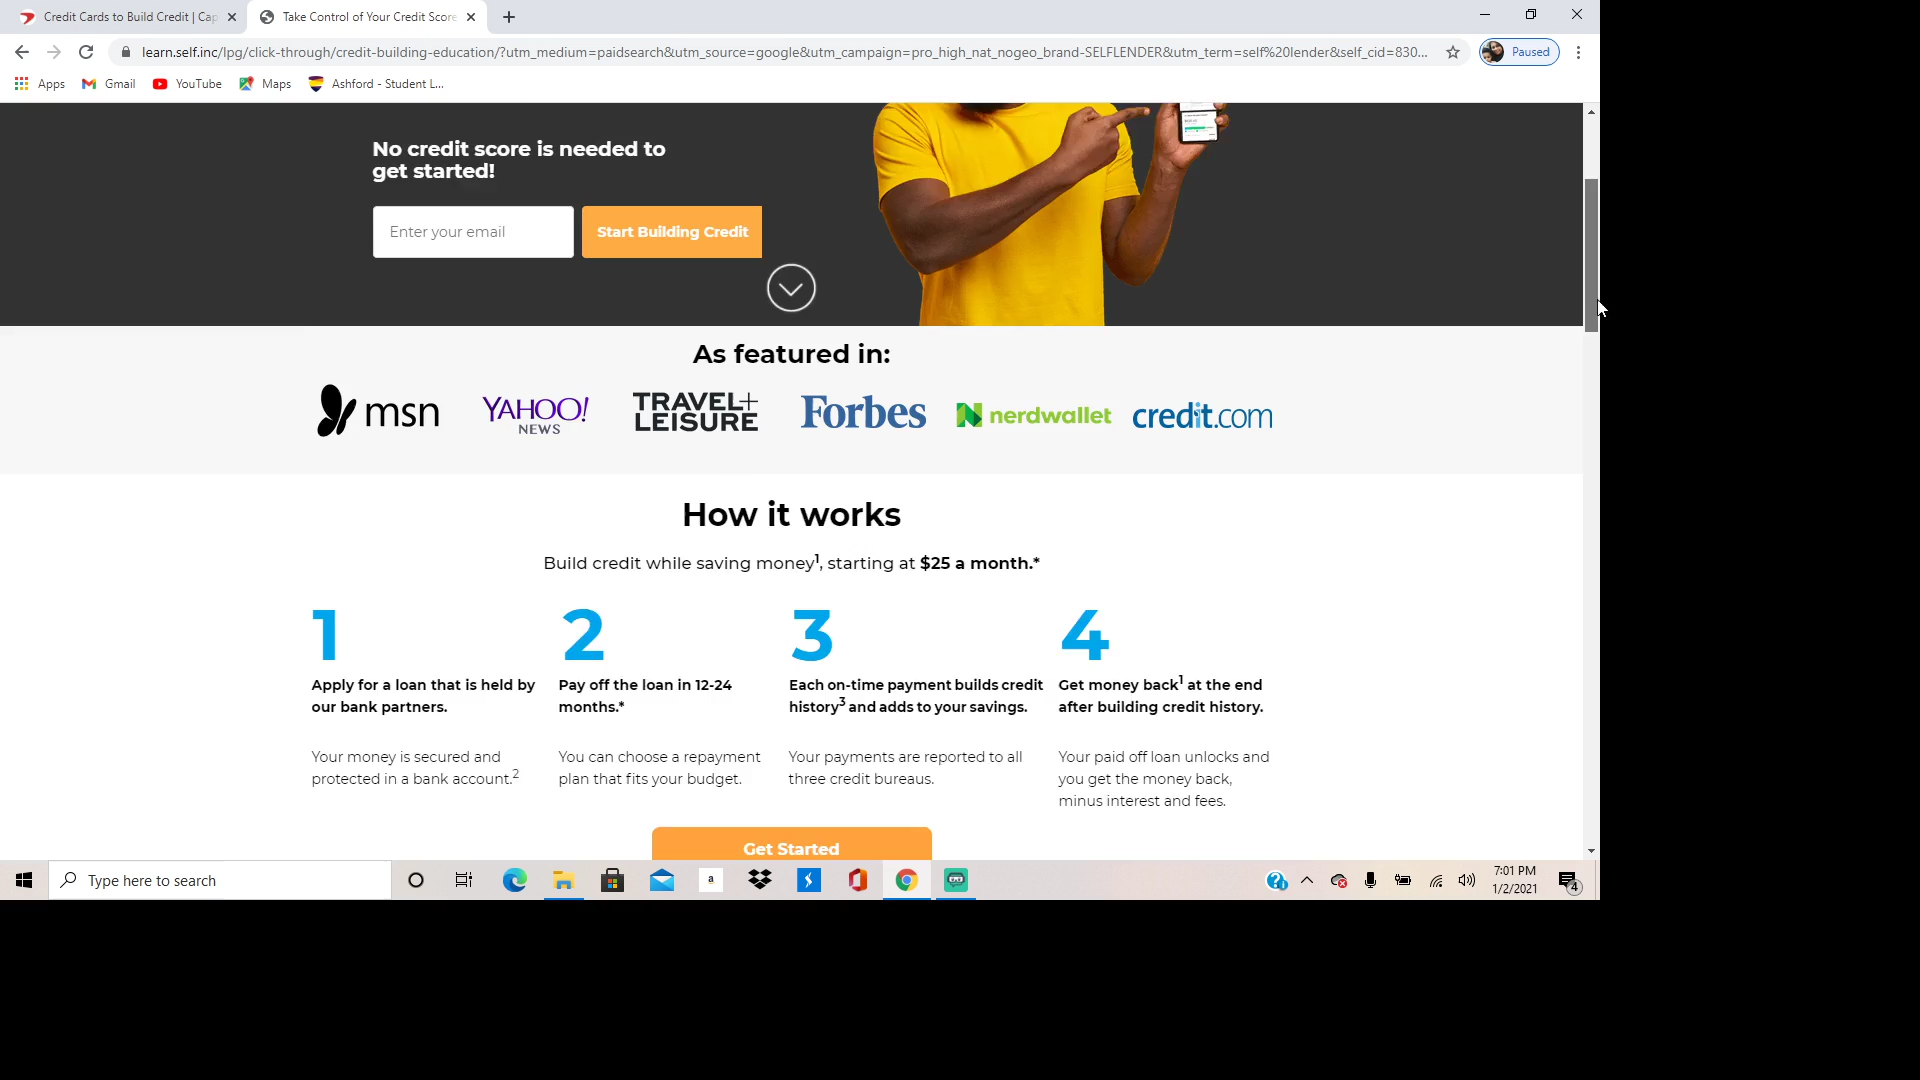 Credit Cards to Build Credit | Cap
Take Control of Your Credit Score
learn.self.inc/lpg/click-through/credit-building-education/?utm_medium=paidsearch&utm_source=google&utm_campaign=pro_high_nat_nogeo_brand-SELFLENDER&utm_term=self%20lender&self_cid=830...
Paused
Apps
Gmail
YouTube
Maps
Ashford - Student L...
No credit score is needed to
get started!
Enter your email
Start Building Credit
As featured in:
msn
YAHOO!
NEWS
TRAVEL+
LEISURE
Forbes
nerdwallet
credit.com
How it works
Build credit while saving money¹, starting at $25 a month.*
1
Apply for a loan that is held by
our bank partners.
Your money is secured and
protected in a bank account.²
2
Pay off the loan in 12-24
months.*
You can choose a repayment
plan that fits your budget.
3
Each on-time payment builds credit
history³ and adds to your savings.
Your payments are reported to all
three credit bureaus.
4
Get money back¹ at the end
after building credit history.
Your paid off loan unlocks and
you get the money back,
minus interest and fees.
Get Started
Type here to search
a
7:01 PM
1/2/2021
4